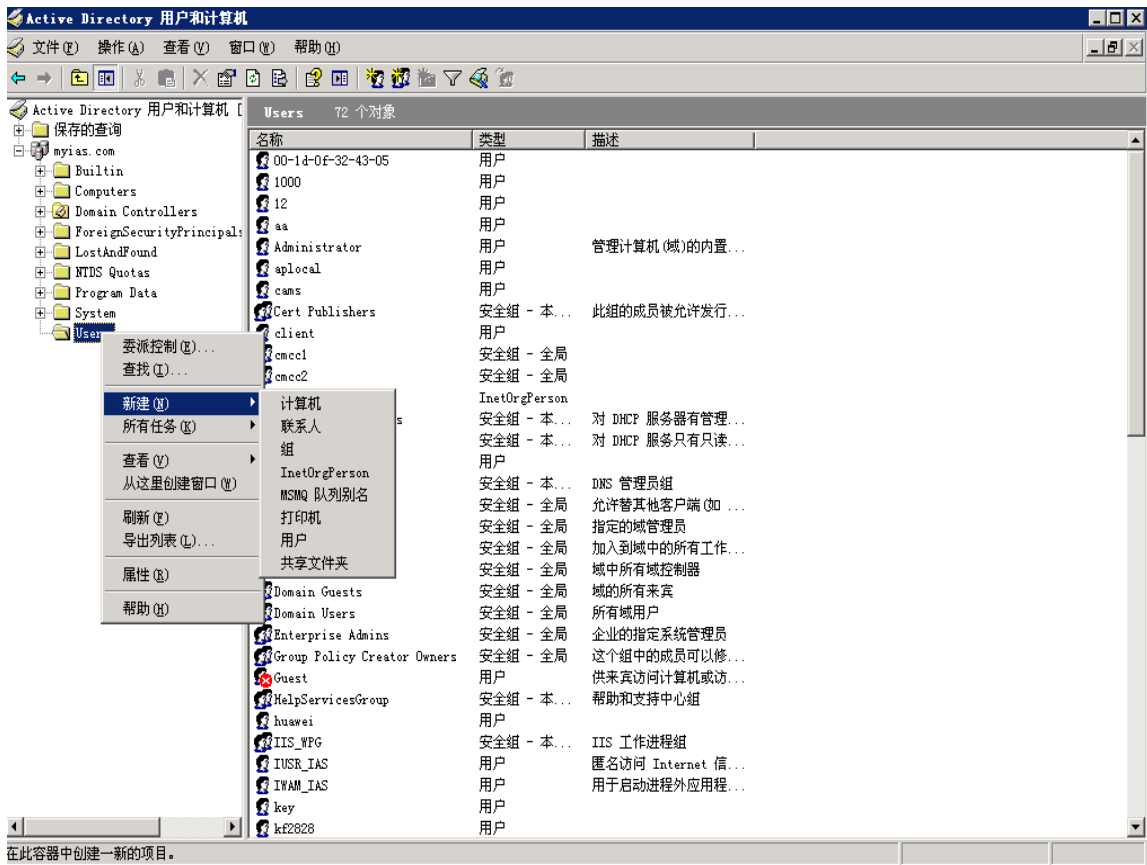 Active Directory 用户和计算机
文件(F) 操作(A) 查看(V) 窗口(W) 帮助(H)
Active Directory 用户和计算机 [
保存的查询
myias.com
Builtin
Computers
Domain Controllers
ForeignSecurityPrincipals
LostAndFound
NTDS Quotas
Program Data
System
User
委派控制(E)...
查找(I)...
新建(N)
所有任务(K)
查看(V)
从这里创建窗口(W)
刷新(F)
导出列表(L)...
属性(R)
帮助(H)
计算机
联系人
组
InetOrgPerson
MSMQ 队列别名
打印机
用户
共享文件夹
Users 72 个对象
名称 类型 描述
00-1d-0f-32-43-05 用户
1000 用户
12 用户
aa 用户
Administrator 用户 管理计算机(域)的内置...
aplocal 用户
cams 用户
Cert Publishers 安全组 - 本... 此组的成员被允许发行...
client 用户
cmcc1 安全组 - 全局
cmcc2 安全组 - 全局
InetOrgPerson
s 安全组 - 本... 对 DHCP 服务器有管理...
安全组 - 本... 对 DHCP 服务只有只读...
用户
安全组 - 本... DNS 管理员组
安全组 - 全局 允许替其他客户端(如 ...
安全组 - 全局 指定的域管理员
安全组 - 全局 加入到域中的所有工作...
安全组 - 全局 域中所有域控制器
Domain Guests 安全组 - 全局 域的所有来宾
Domain Users 安全组 - 全局 所有域用户
Enterprise Admins 安全组 - 全局 企业的指定系统管理员
Group Policy Creator Owners 安全组 - 全局 这个组中的成员可以修...
Guest 用户 供来宾访问计算机或访...
HelpServicesGroup 安全组 - 本... 帮助和支持中心组
huawei 用户
IIS_WPG 安全组 - 本... IIS 工作进程组
IUSR_IAS 用户 匿名访问 Internet 信...
IWAM_IAS 用户 用于启动进程外应用程...
key 用户
kf2828 用户
在此容器中创建一新的项目。